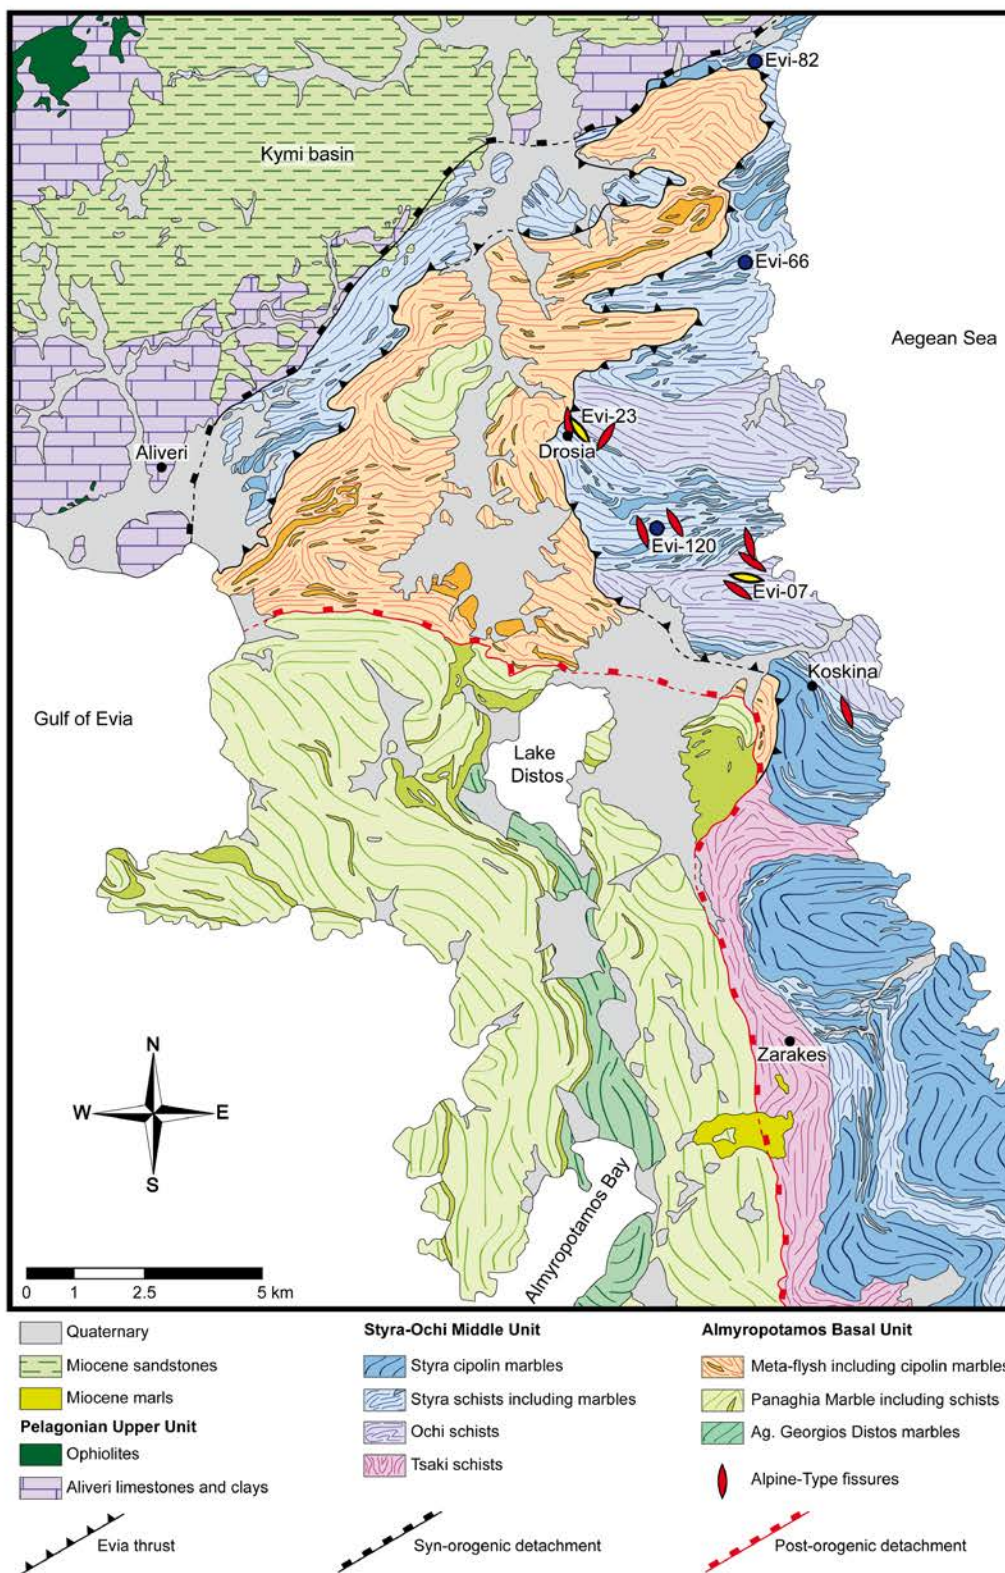 Evi-82
Kymi basin
Evi-66
Aegean Sea
Evi-23
Drosia
Aliveri
Evi-120
Evi-07
Koskina
Gulf of Evia
Lake
Distos
N
W E
S
Zarakes
Almyropotamos Bay
0 1 2.5 5 km
Quaternary
Miocene sandstones
Miocene marls
Pelagonian Upper Unit
Ophiolites
Aliveri limestones and clays
Styra-Ochi Middle Unit
Styra cipolin marbles
Styra schists including marbles
Ochi schists
Tsaki schists
Almyropotamos Basal Unit
Meta-flysh including cipolin marbles
Panaghia Marble including schists
Ag. Georgios Distos marbles
Alpine-Type fissures
Evia thrust
Syn-orogenic detachment
Post-orogenic detachment